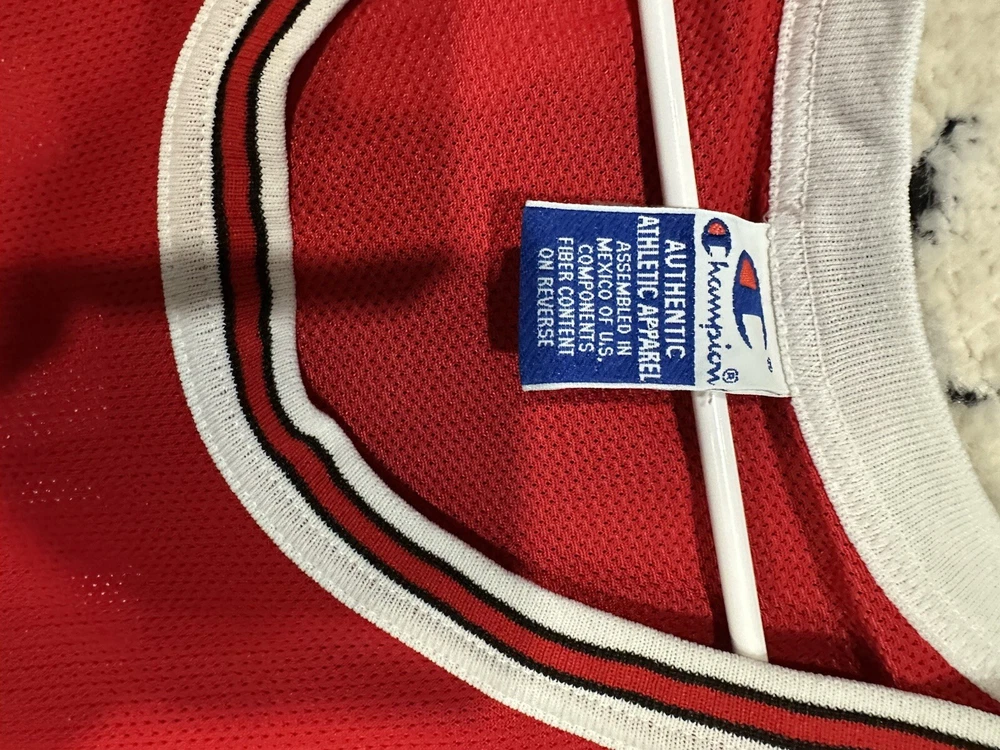 Champion®
AUTHENTIC
ATHLETIC APPAREL
ASSEMBLED IN
MEXICO OF U.S.
COMPONENTS
FIBER CONTENT
ON REVERSE